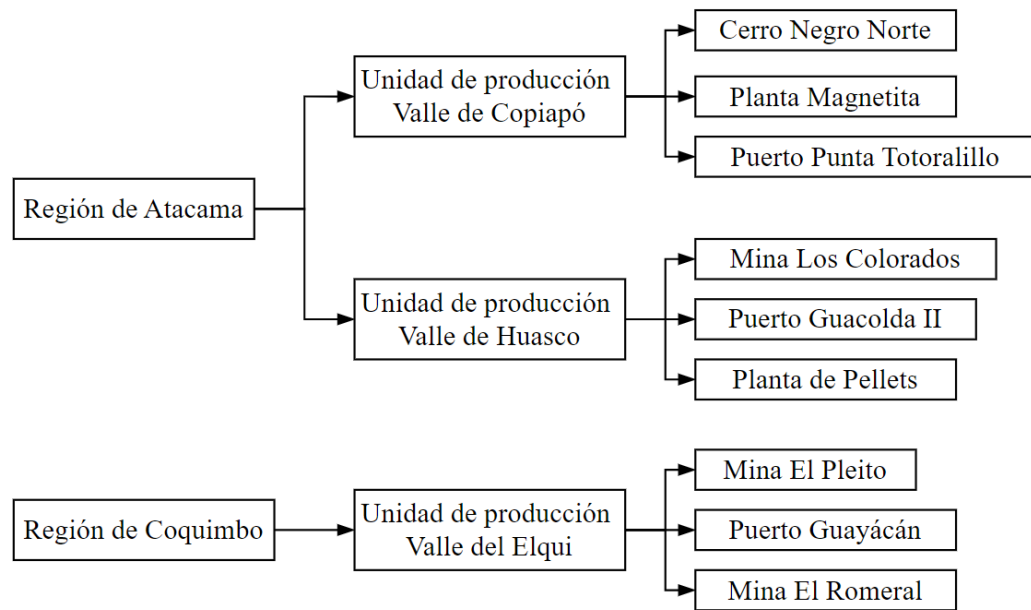 Región de Atacama
Unidad de producción
Valle de Copiapó
Cerro Negro Norte
Planta Magnetita
Puerto Punta Totoralillo
Unidad de producción
Valle de Huasco
Mina Los Colorados
Puerto Guacolda II
Planta de Pellets
Región de Coquimbo
Unidad de producción
Valle del Elqui
Mina El Pleito
Puerto Guayácán
Mina El Romeral